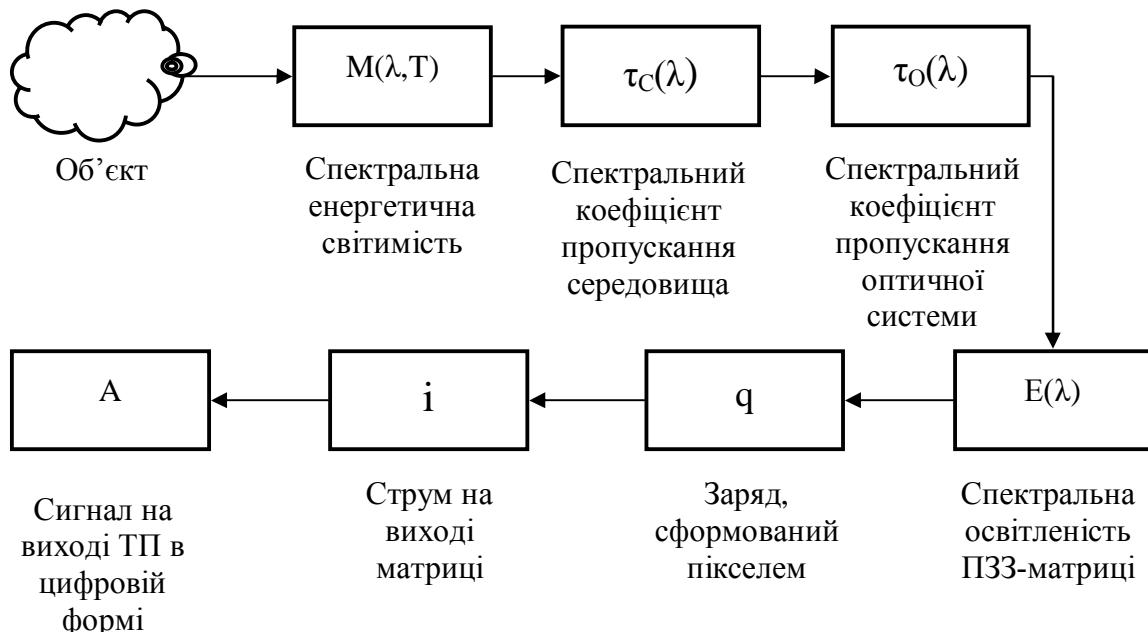 M(λ,T)
τC(λ)
τO(λ)
Об’єкт
Спектральна
енергетична
світимість
Спектральний
коефіцієнт
пропускання
середовища
Спектральний
коефіцієнт
пропускання
оптичної
системи
A
i
q
E(λ)
Сигнал на
виході ТП в
цифровій
формі
Струм на
виході
матриці
Заряд,
сформований
пікселем
Спектральна
освітленість
ПЗЗ-матриці